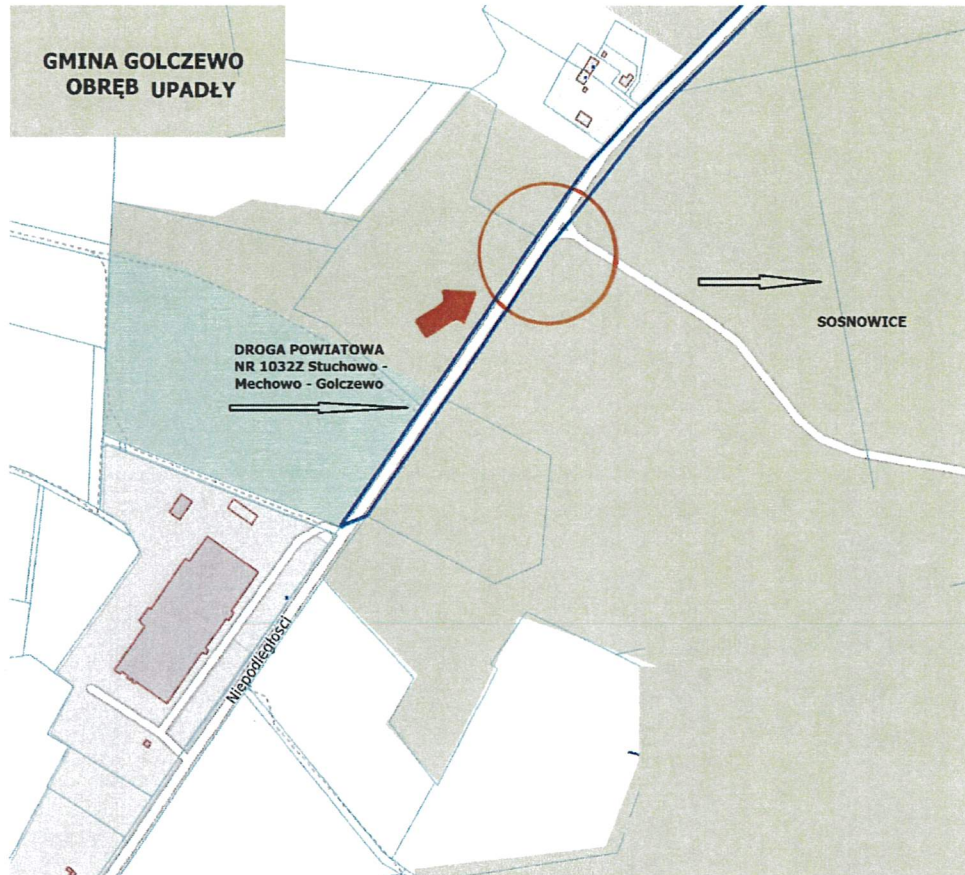 GMINA GOLCZEWO
OBRĘB UPADŁY
SOSNOWICE
DROGA POWIATOWA
NR 1032Z Stuchowo -
Mechowo - Golczewo
Niepodległości